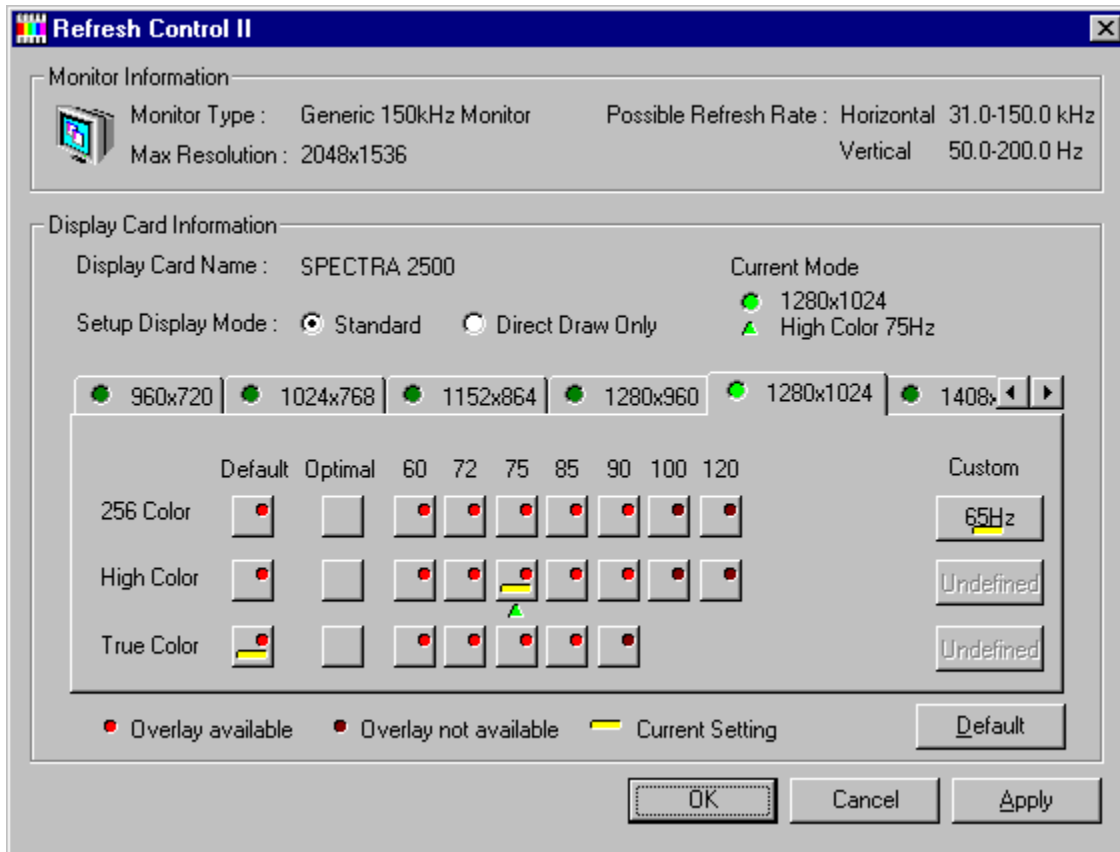 Refresh Control II
Monitor Information
Monitor Type : Generic 150kHz Monitor Possible Refresh Rate : Horizontal 31.0-150.0 kHz
Max Resolution : 2048x1536 Vertical 50.0-200.0 Hz
Display Card Information
Display Card Name : SPECTRA 2500 Current Mode
1280x1024
Setup Display Mode : Standard Direct Draw Only High Color 75Hz
960x720 1024x768 1152x864 1280x960 1280x1024 1408x
Default Optimal 60 72 75 85 90 100 120 Custom
256 Color 65Hz
High Color Undefined
True Color Undefined
Overlay available Overlay not available Current Setting Default
OK Cancel Apply